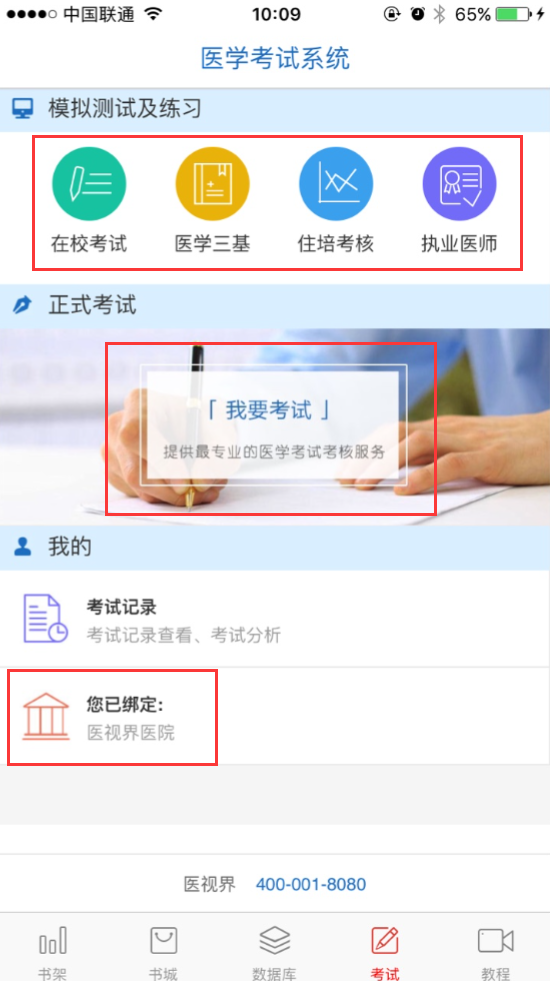 中国联通 10:09 65%
医学考试系统
模拟测试及练习
在校考试 医学三基 住培考核 执业医师
正式考试
「 我要考试 」
提供最专业的医学考试考核服务
我的
考试记录
考试记录查看、考试分析
您已绑定:
医视界医院
医视界 400-001-8080
书架 书城 数据库 考试 教程